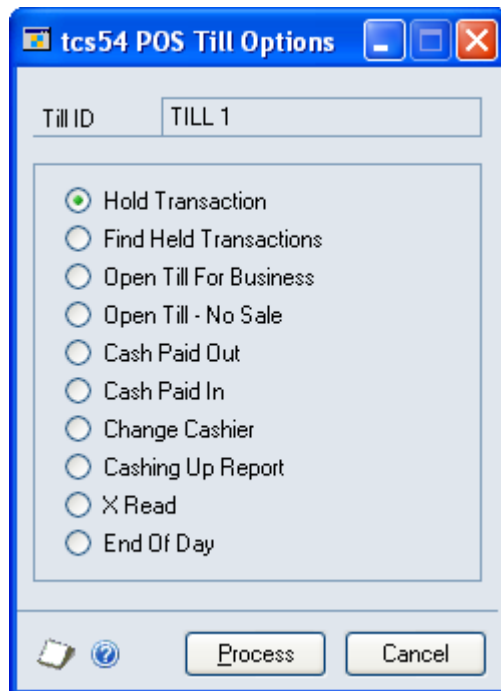 tcs54 POS Till Options
Till ID TILL 1
Hold Transaction
Find Held Transactions
Open Till For Business
Open Till - No Sale
Cash Paid Out
Cash Paid In
Change Cashier
Cashing Up Report
X Read
End Of Day
Process Cancel